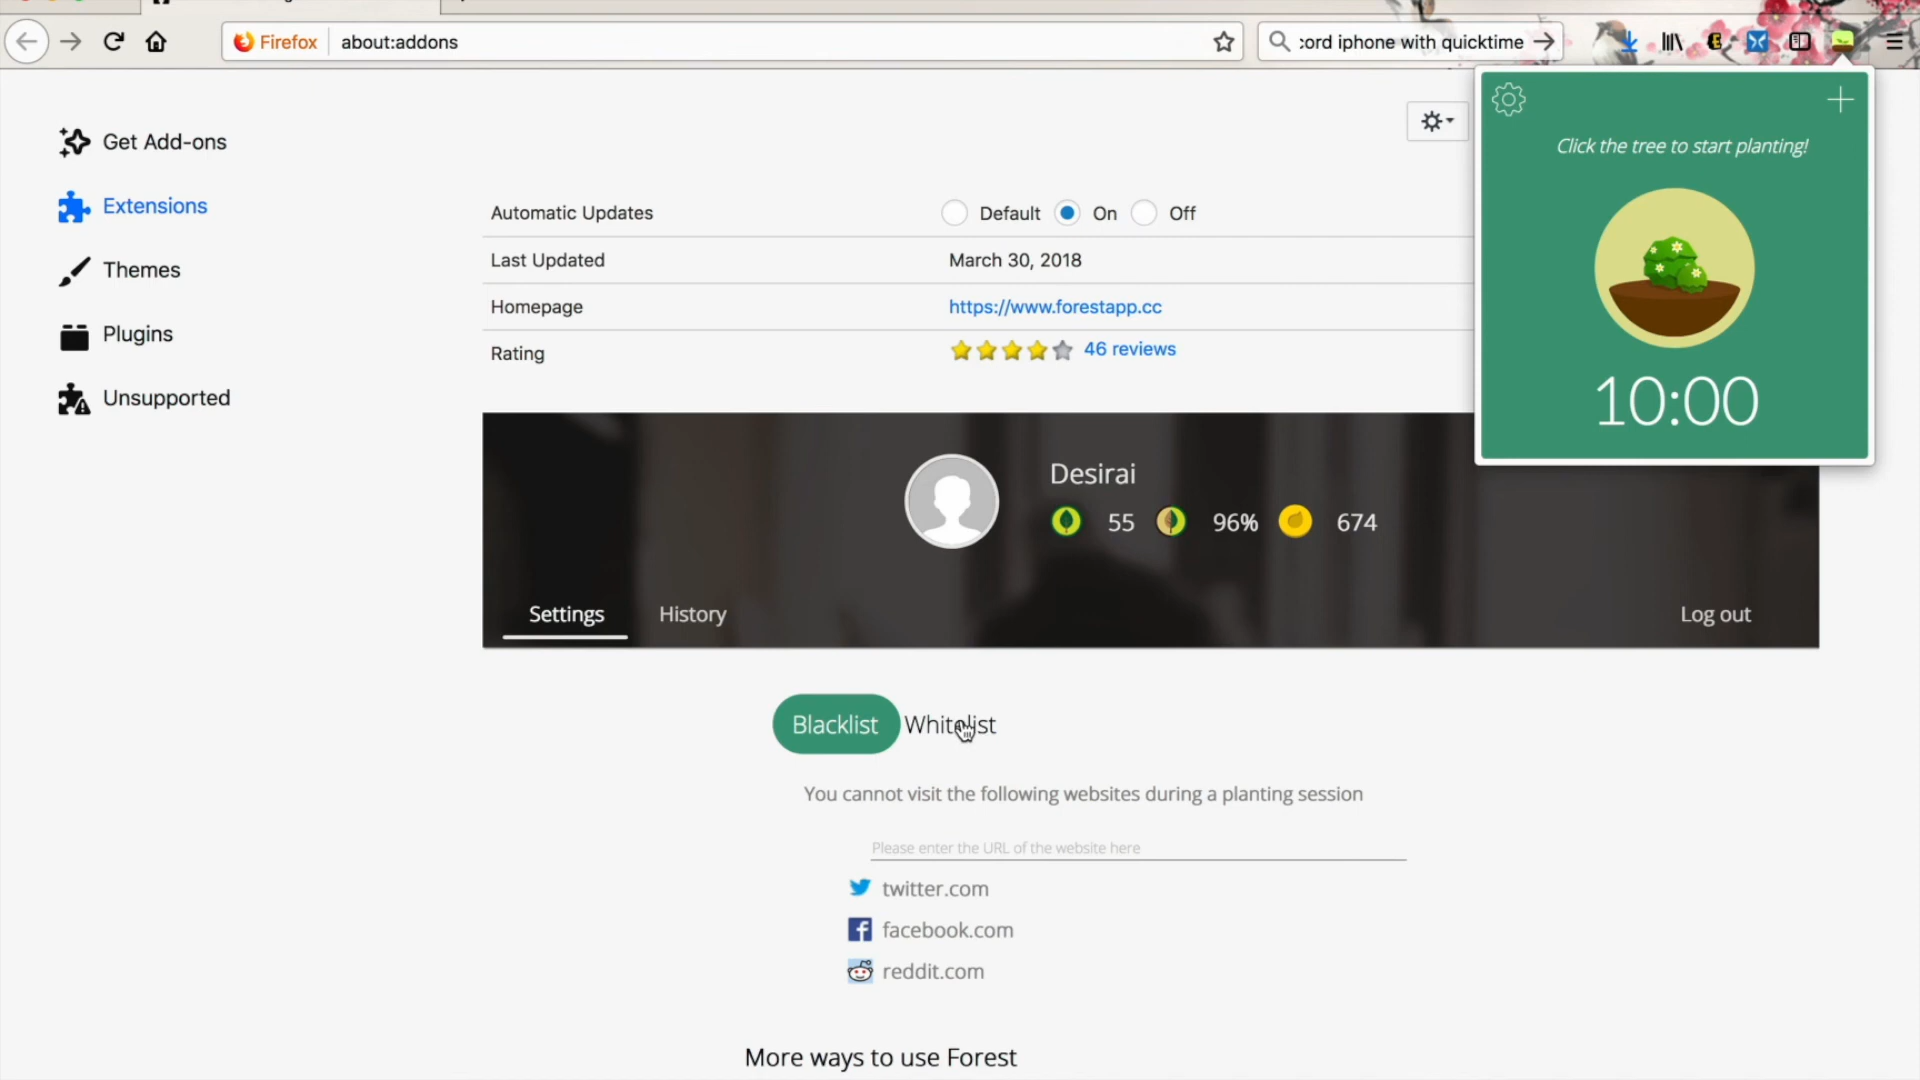 Firefox
about:addons
:ord iphone with quicktime
Get Add-ons
Extensions
Themes
Plugins
Unsupported
Automatic Updates Default On Off
Last Updated March 30, 2018
Homepage https://www.forestapp.cc
Rating 46 reviews
Click the tree to start planting!
10:00
Desirai
55 96% 674
Settings History Log out
Blacklist Whitelist
You cannot visit the following websites during a planting session
Please enter the URL of the website here
twitter.com
facebook.com
reddit.com
More ways to use Forest